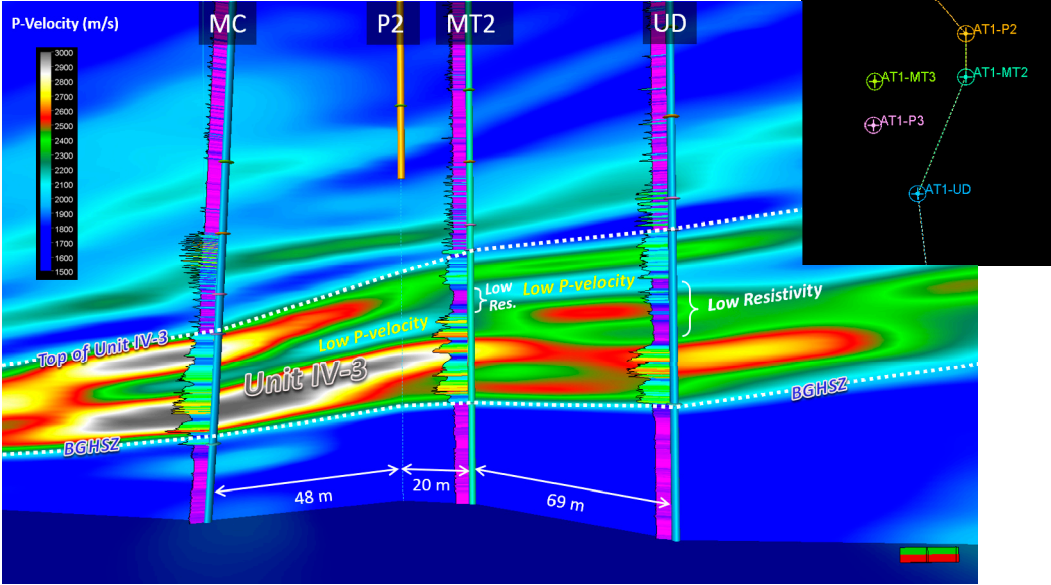 P-Velocity (m/s)
MC
P2
MT2
UD
3000
2900
2800
2700
2600
2500
2400
2300
2200
2100
2000
1900
1800
1700
1600
1500
AT1-P2
AT1-MT2
AT1-MT3
AT1-P3
AT1-UD
Low
Res.
Low P-velocity
Low Resistivity
Low P-velocity
Top of Unit IV-3
Unit IV-3
BGHSZ
BGHSZ
48 m
20 m
69 m